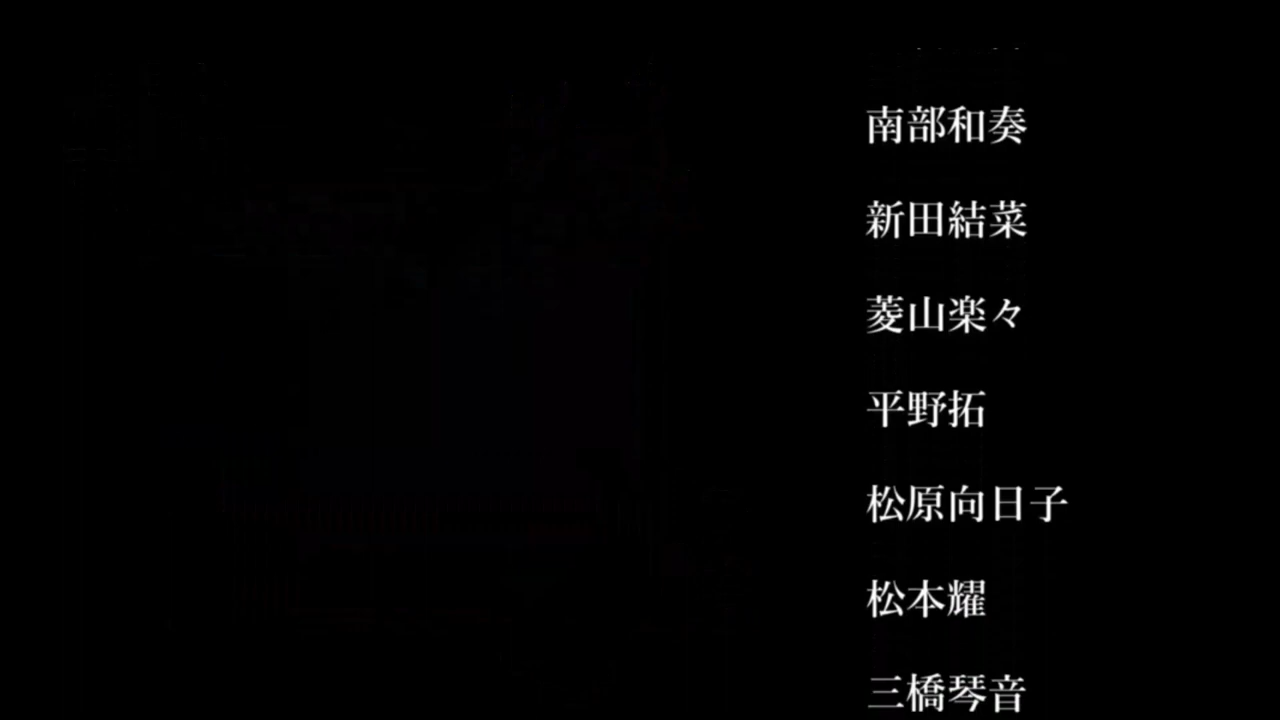 南部和奏
新田結菜
菱山楽々
平野拓
松原向日子
松本耀
三橋琴音